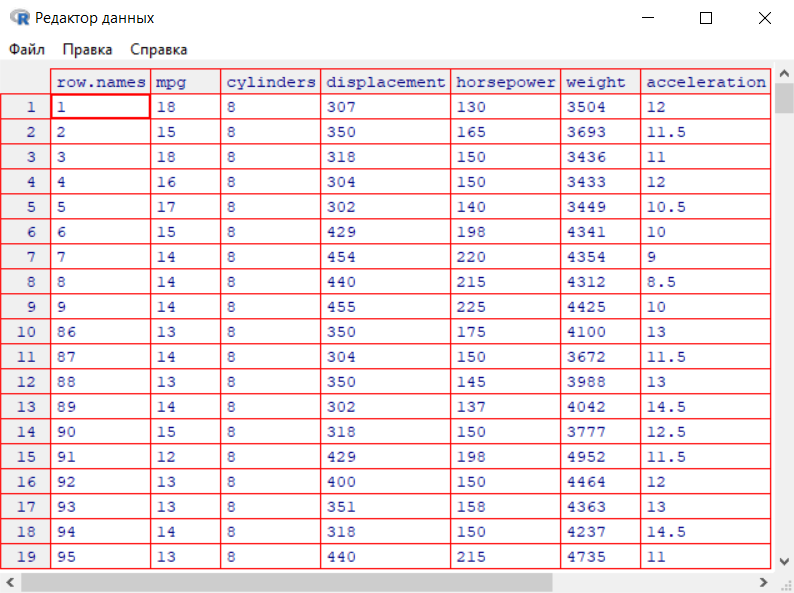 Редактор данных
Файл Правка Справка
row.names mpg cylinders displacement horsepower weight acceleration
1 1 18 8 307 130 3504 12
2 2 15 8 350 165 3693 11.5
3 3 18 8 318 150 3436 11
4 4 16 8 304 150 3433 12
5 5 17 8 302 140 3449 10.5
6 6 15 8 429 198 4341 10
7 7 14 8 454 220 4354 9
8 8 14 8 440 215 4312 8.5
9 9 14 8 455 225 4425 10
10 86 13 8 350 175 4100 13
11 87 14 8 304 150 3672 11.5
12 88 13 8 350 145 3988 13
13 89 14 8 302 137 4042 14.5
14 90 15 8 318 150 3777 12.5
15 91 12 8 429 198 4952 11.5
16 92 13 8 400 150 4464 12
17 93 13 8 351 158 4363 13
18 94 14 8 318 150 4237 14.5
19 95 13 8 440 215 4735 11